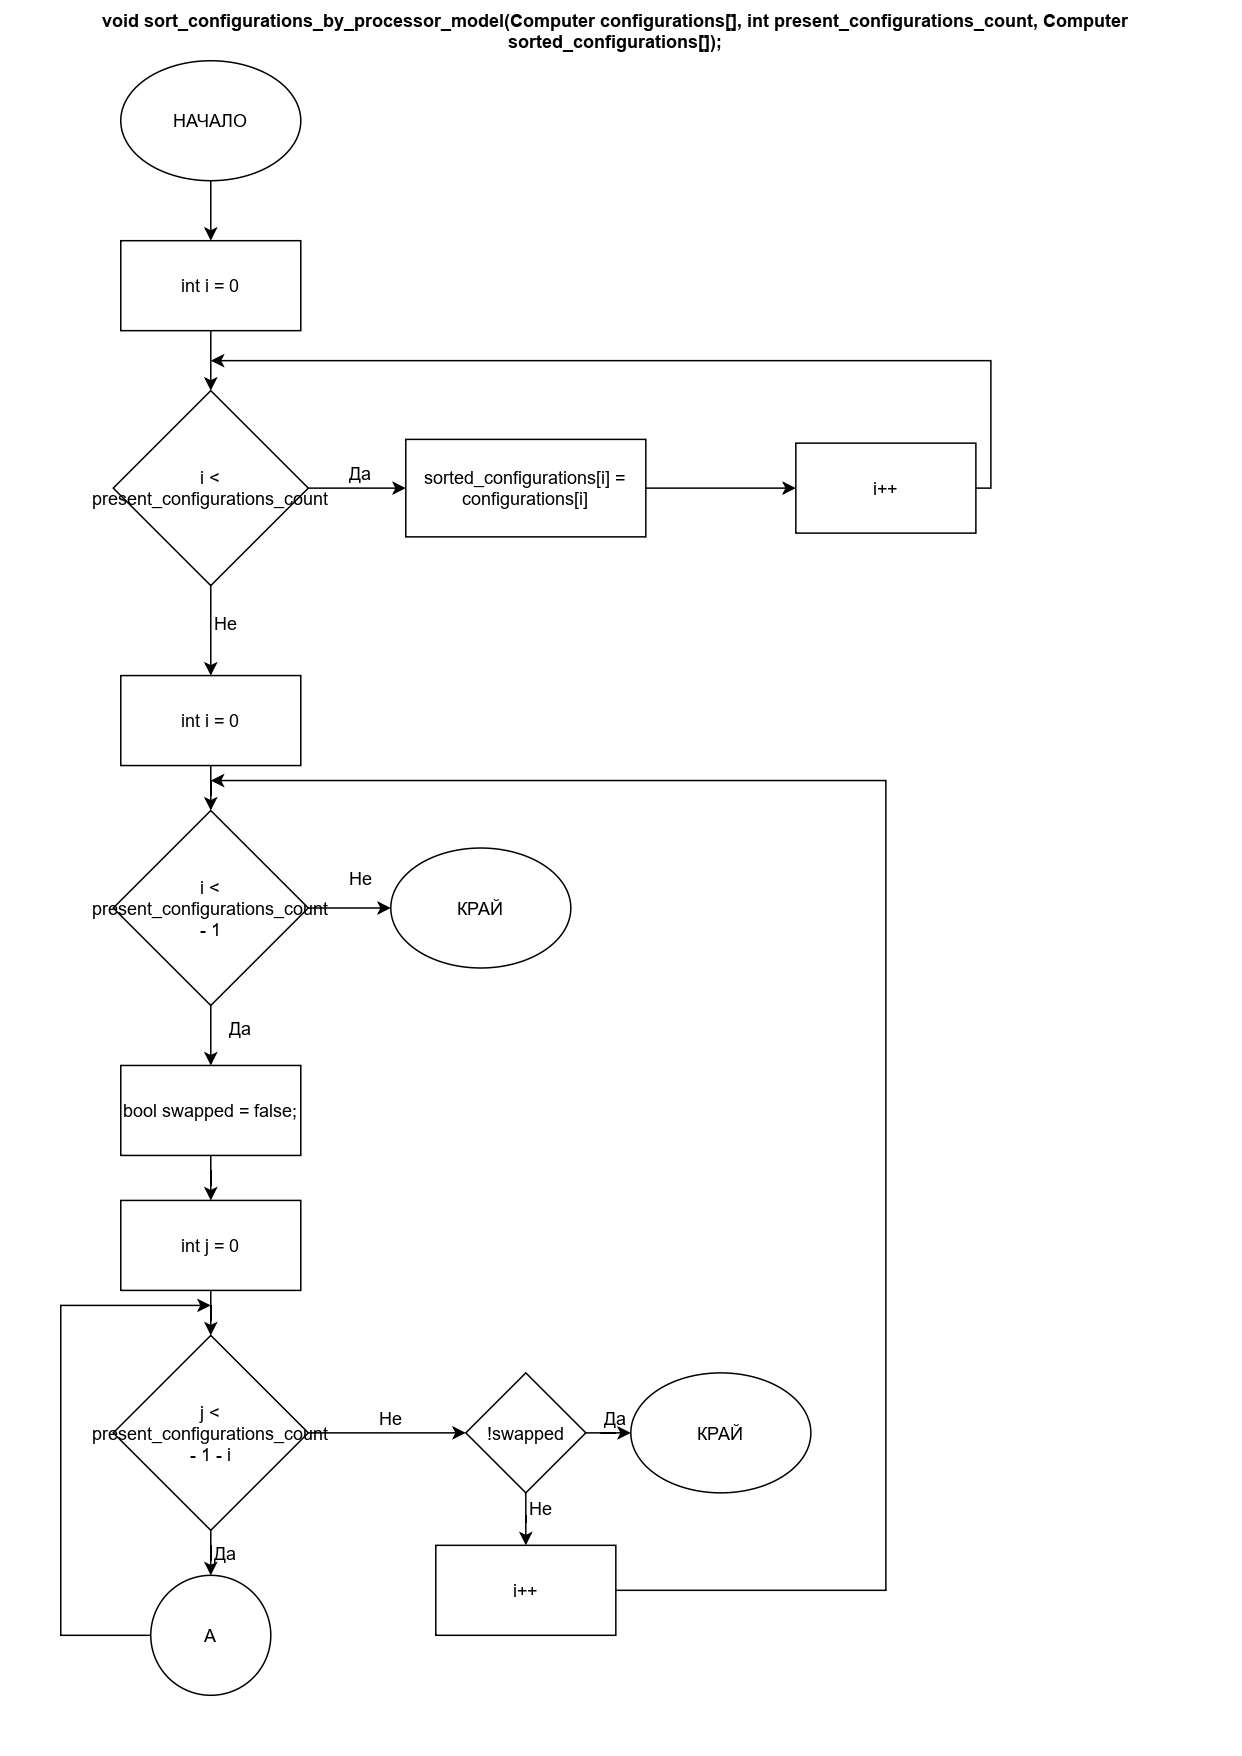 void sort_configurations_by_processor_model(Computer configurations[], int present_configurations_count, Computer
sorted_configurations[]);
НАЧАЛО
int i = 0
i <
present_configurations_count
Да
sorted_configurations[i] =
configurations[i]
i++
Не
int i = 0
i <
present_configurations_count
- 1
Не
КРАЙ
Да
bool swapped = false;
int j = 0
j <
present_configurations_count
- 1 - i
Не
!swapped
Да
КРАЙ
Не
Да
i++
A